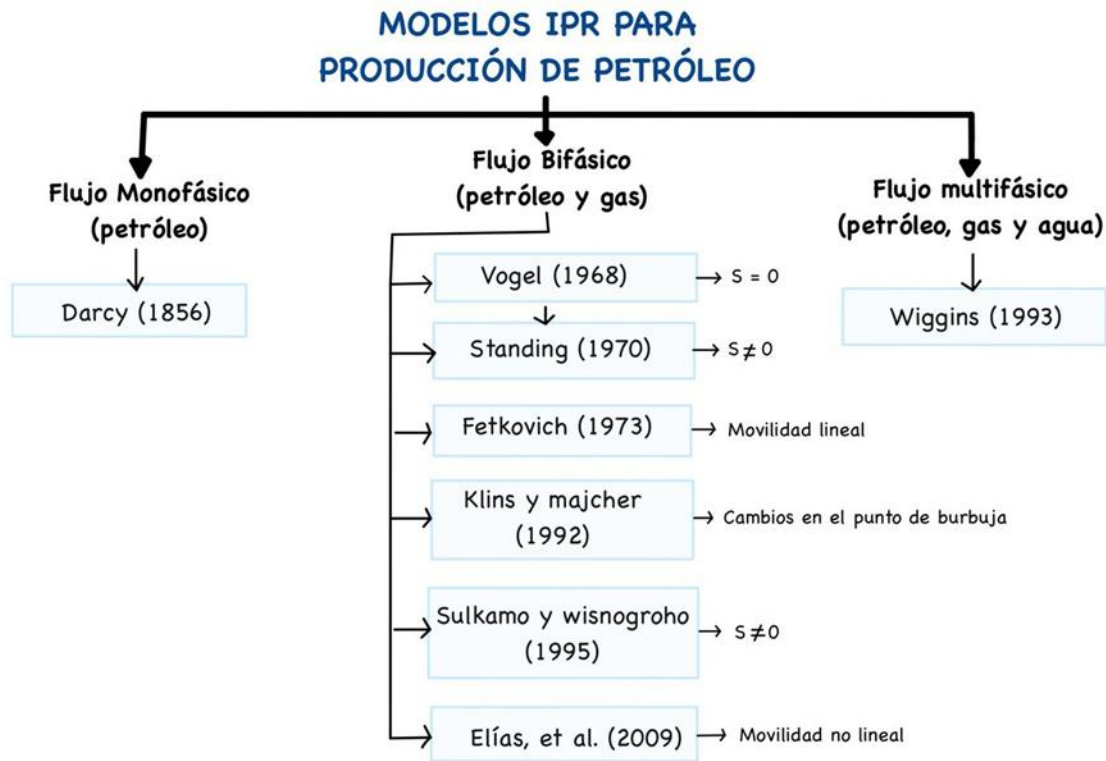 MODELOS IPR PARA
PRODUCCIÓN DE PETRÓLEO
Flujo Monofásico
(petróleo)
Darcy (1856)
Flujo Bifásico
(petróleo y gas)
Vogel (1968)
S = 0
Standing (1970)
S ≠ 0
Fetkovich (1973)
Movilidad lineal
Klins y majcher
(1992)
Cambios en el punto de burbuja
Sulkamo y wisnogroho
(1995)
S ≠ 0
Elías, et al. (2009)
Movilidad no lineal
Flujo multifásico
(petróleo, gas y agua)
Wiggins (1993)